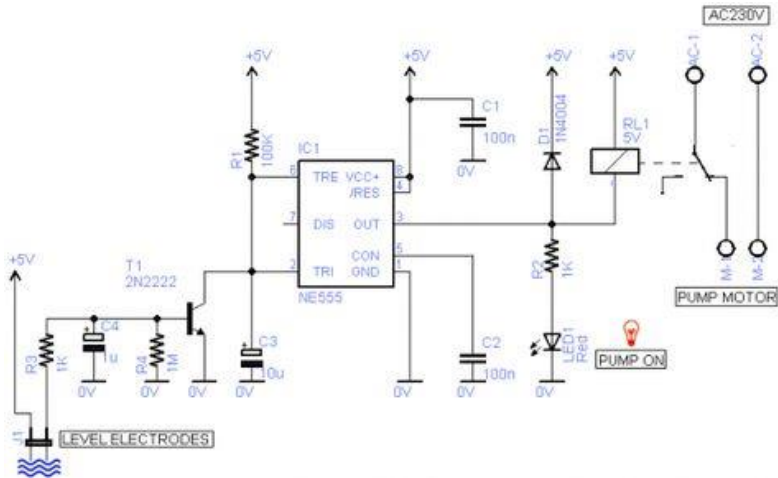 AC230V
AC-1
AC-2
+5V
+5V
+5V
+5V
R1
100K
C1
100n
0V
D1
1N4004
RL1
5V
IC1
6
TRE
VCC+
8
/RES
4
7
DIS
OUT
3
CON
5
2
TRI
GND
1
NE555
+5V
T1
2N2222
R2
1K
M-1
M-2
PUMP MOTOR
R3
1K
C4
1u
R4
1M
C3
10u
C2
100n
LED1
Red
PUMP ON
0V
0V
0V
0V
0V
0V
0V
J1
LEVEL ELECTRODES